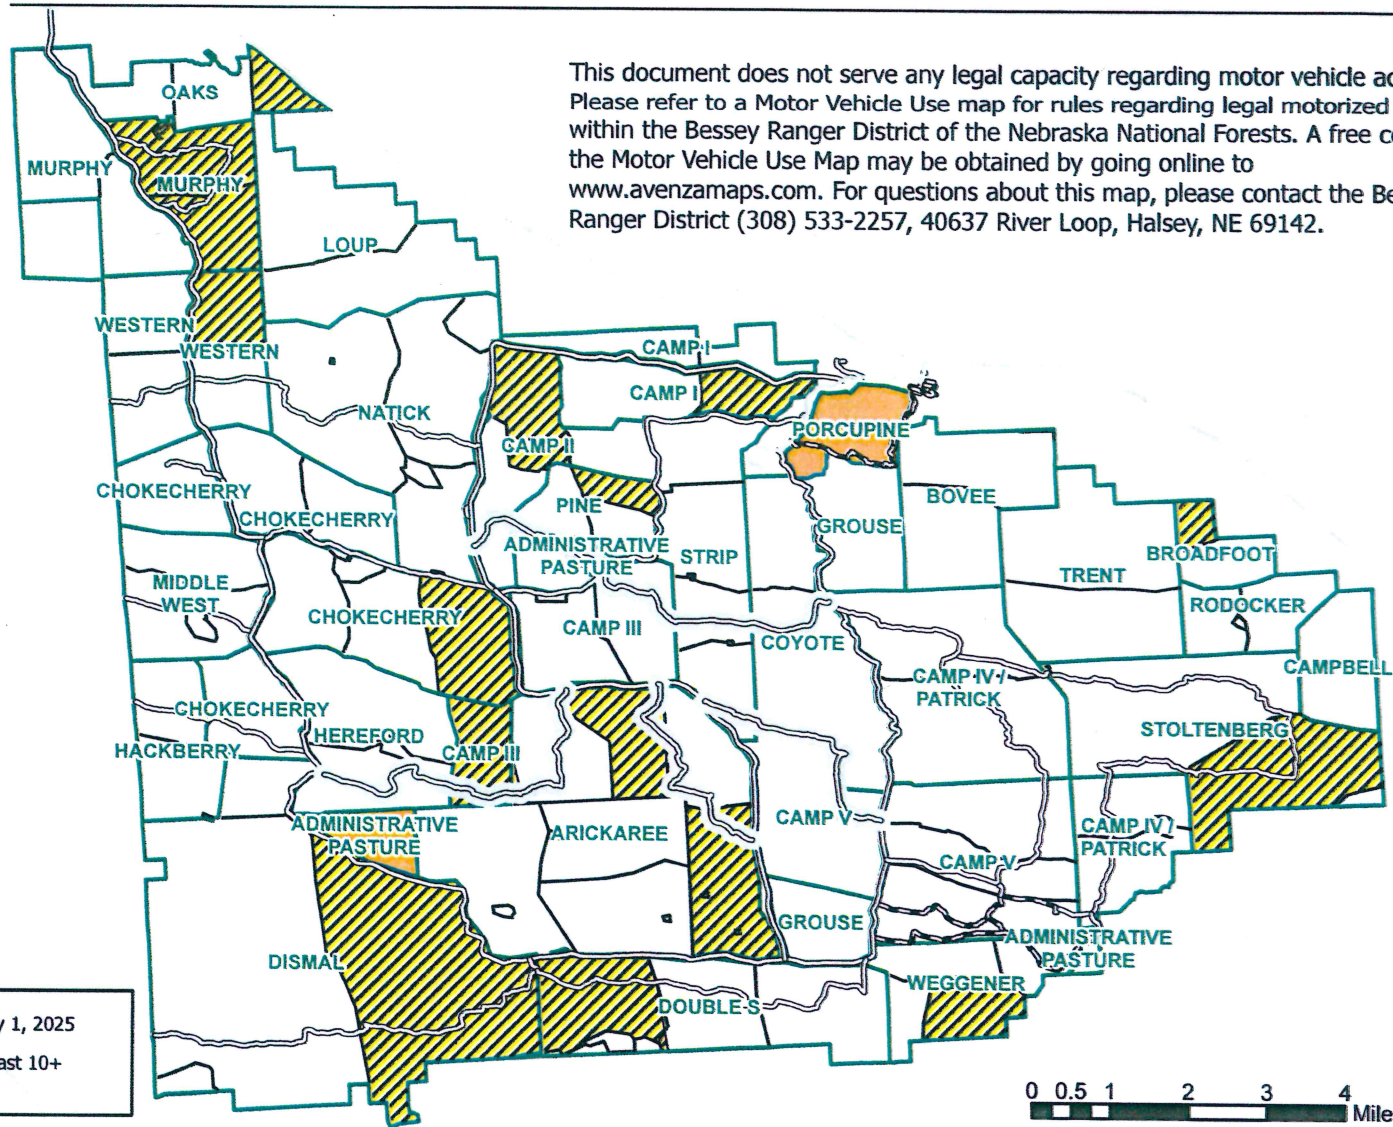 This document does not serve any legal capacity regarding motor vehicle ac
Please refer to a Motor Vehicle Use map for rules regarding legal motorized
within the Bessey Ranger District of the Nebraska National Forests. A free c
the Motor Vehicle Use Map may be obtained by going online to
www.avenzamaps.com. For questions about this map, please contact the Be
Ranger District (308) 533-2257, 40637 River Loop, Halsey, NE 69142.
OAKS
MURPHY
MURPHY
LOUP
WESTERN
WESTERN
CAMP I
CAMP I
NATICK
PORCUPINE
CAMP II
CHOKECHERRY
CHOKECHERRY
PINE
BOVEE
GROUSE
ADMINISTRATIVE
PASTURE
STRIP
BROADFOOT
TRENT
MIDDLE
WEST
RODOCKER
CHOKECHERRY
CAMP III
COYOTE
CAMPBELL
CAMP IV /
PATRICK
CHOKECHERRY
STOLTENBERG
HEREFORD
HACKBERRY
CAMP III
ADMINISTRATIVE
PASTURE
ARICKAREE
CAMP V
CAMP IV /
PATRICK
CAMP V
GROUSE
ADMINISTRATIVE
PASTURE
DISMAL
WEGGENER
DOUBLE S
y 1, 2025
ast 10+
0 0.5 1 2 3 4
Mile